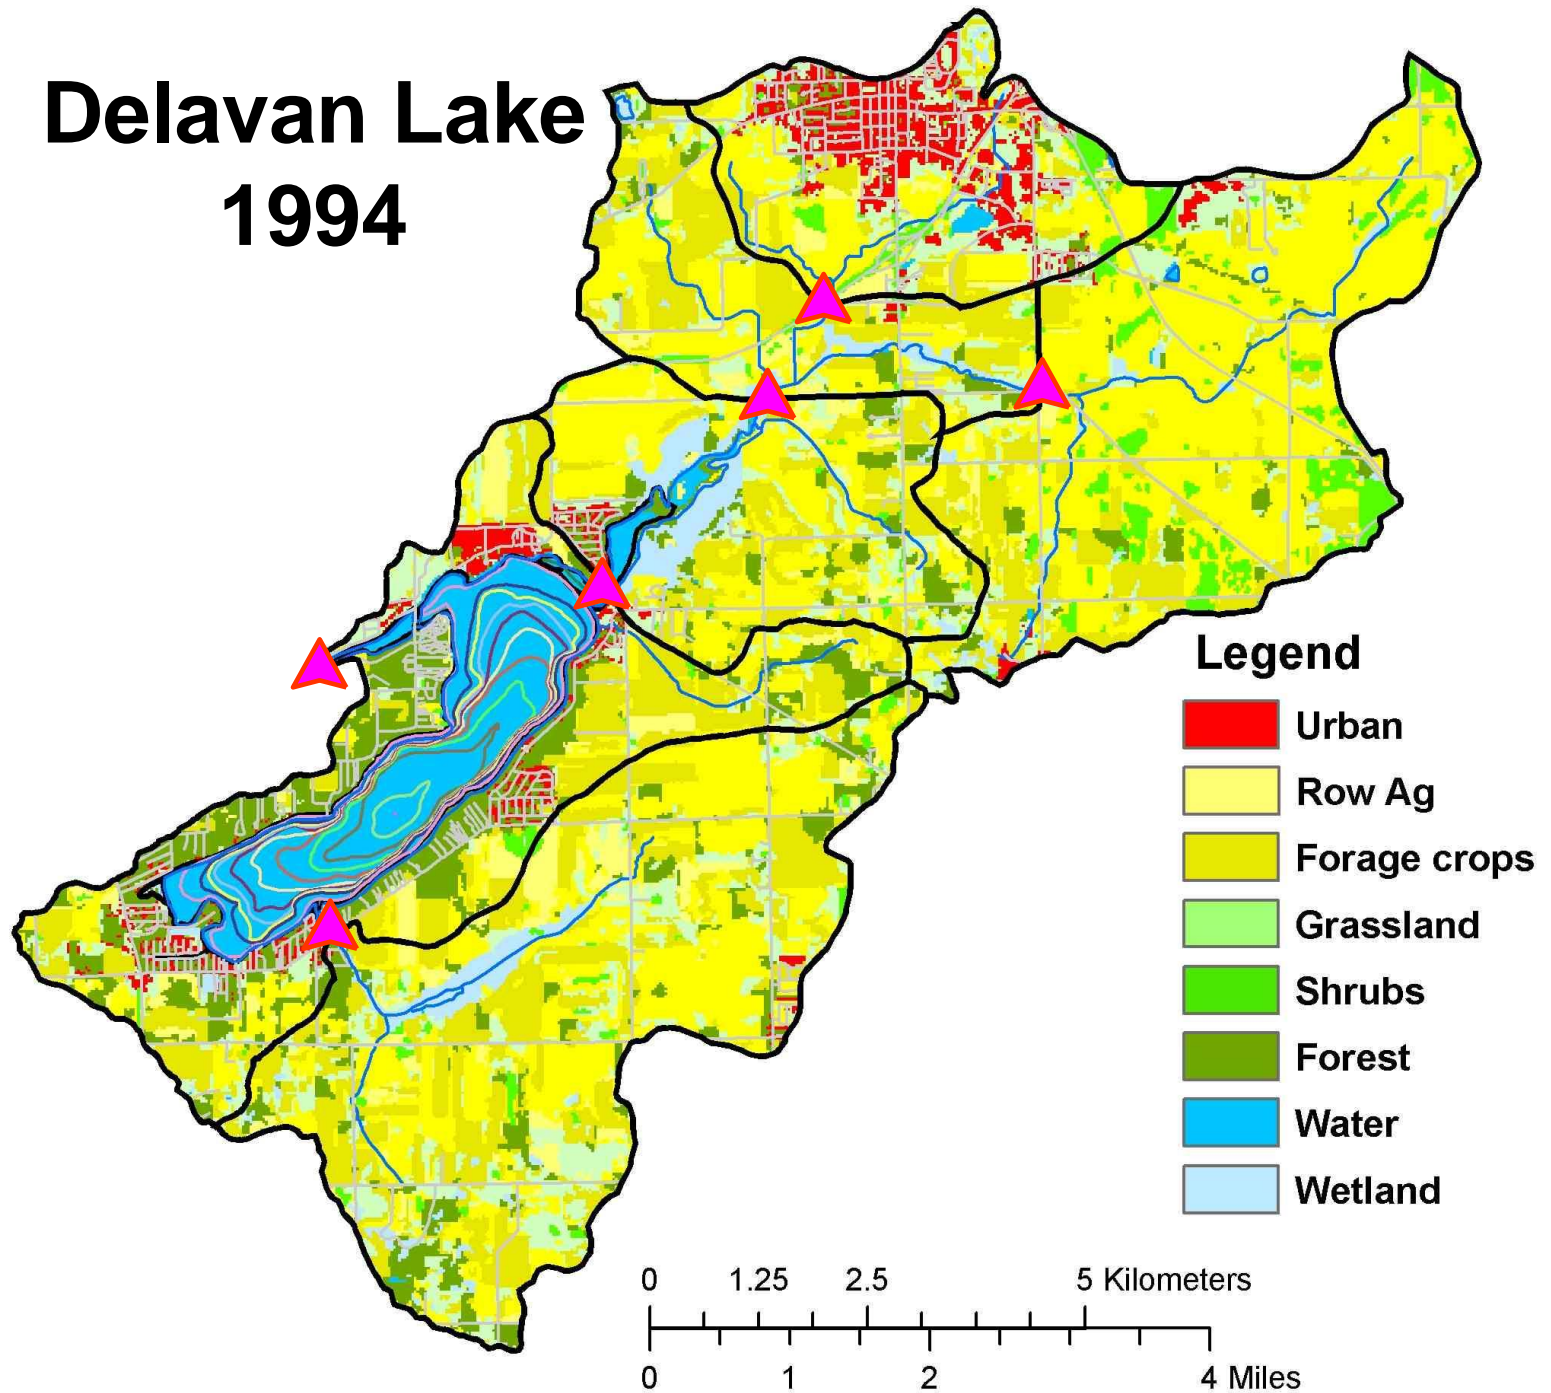 Delavan Lake
1994
Legend
Urban
Row Ag
Forage crops
Grassland
Shrubs
Forest
Water
Wetland
0 1.25 2.5 5 Kilometers
0 1 2 4 Miles